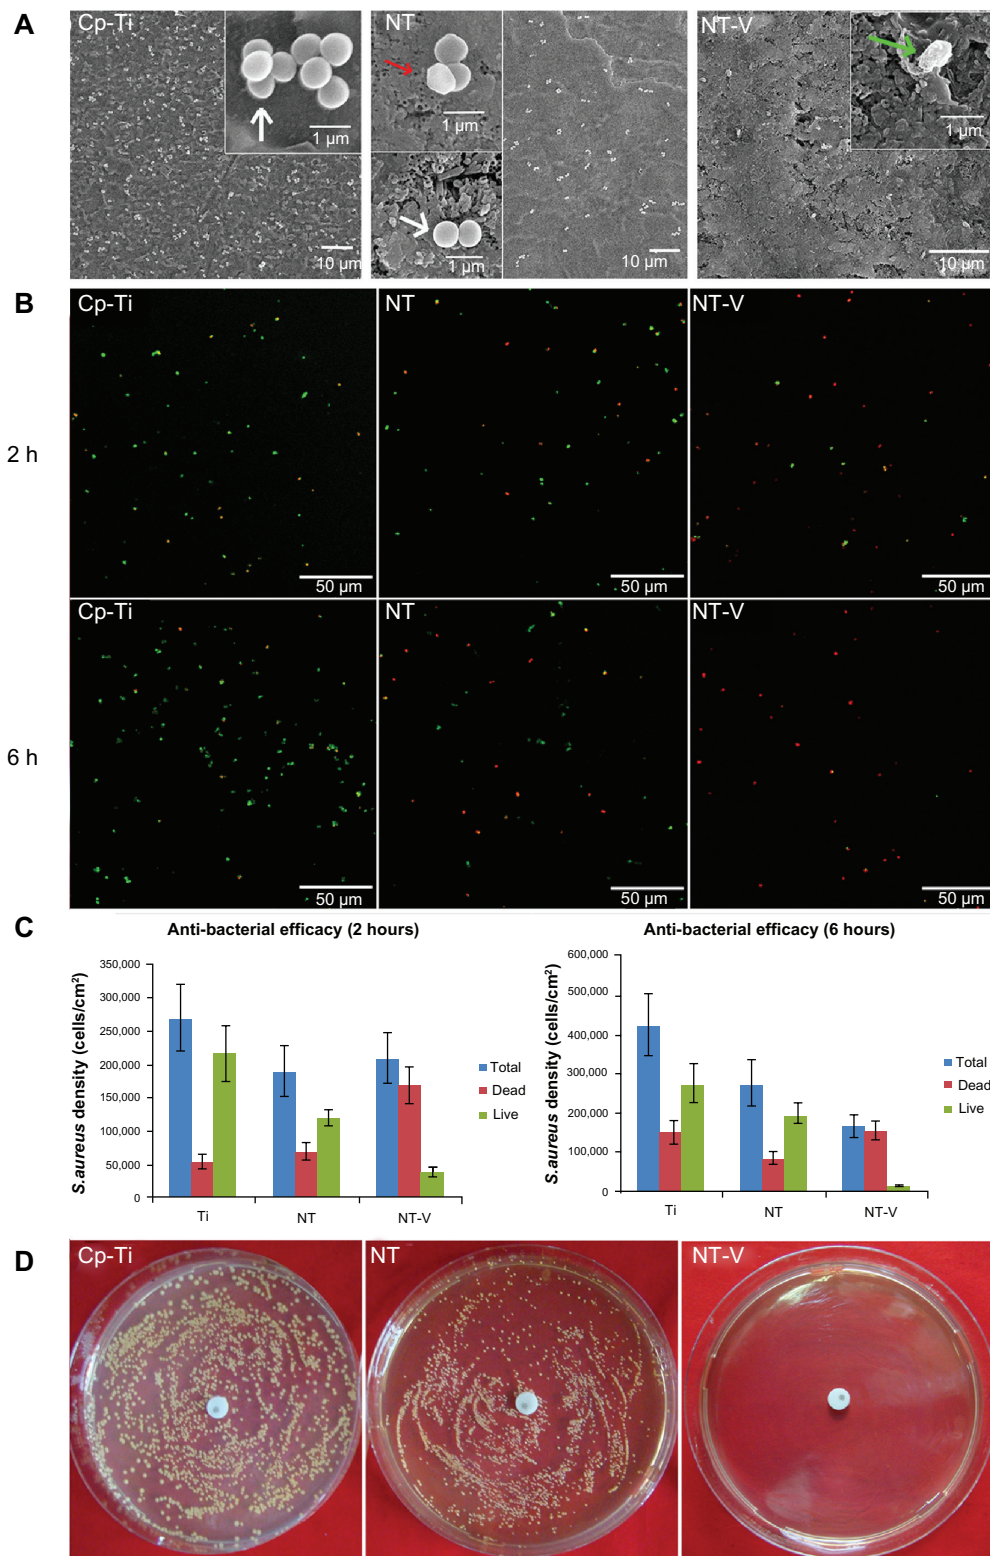 A
Cp-Ti
1 µm
10 µm
NT
1 µm
1 µm
10 µm
NT-V
1 µm
10 µm
B
Cp-Ti
NT
NT-V
2 h
50 µm
50 µm
50 µm
Cp-Ti
NT
NT-V
6 h
50 µm
50 µm
50 µm
C
Anti-bacterial efficacy (2 hours)
S.aureus density (cells/cm²)
350,000
300,000
250,000
200,000
150,000
100,000
50,000
0
Ti
NT
NT-V
Total
Dead
Live
Anti-bacterial efficacy (6 hours)
S.aureus density (cells/cm²)
600,000
500,000
400,000
300,000
200,000
100,000
0
Ti
NT
NT-V
Total
Dead
Live
D
Cp-Ti
NT
NT-V